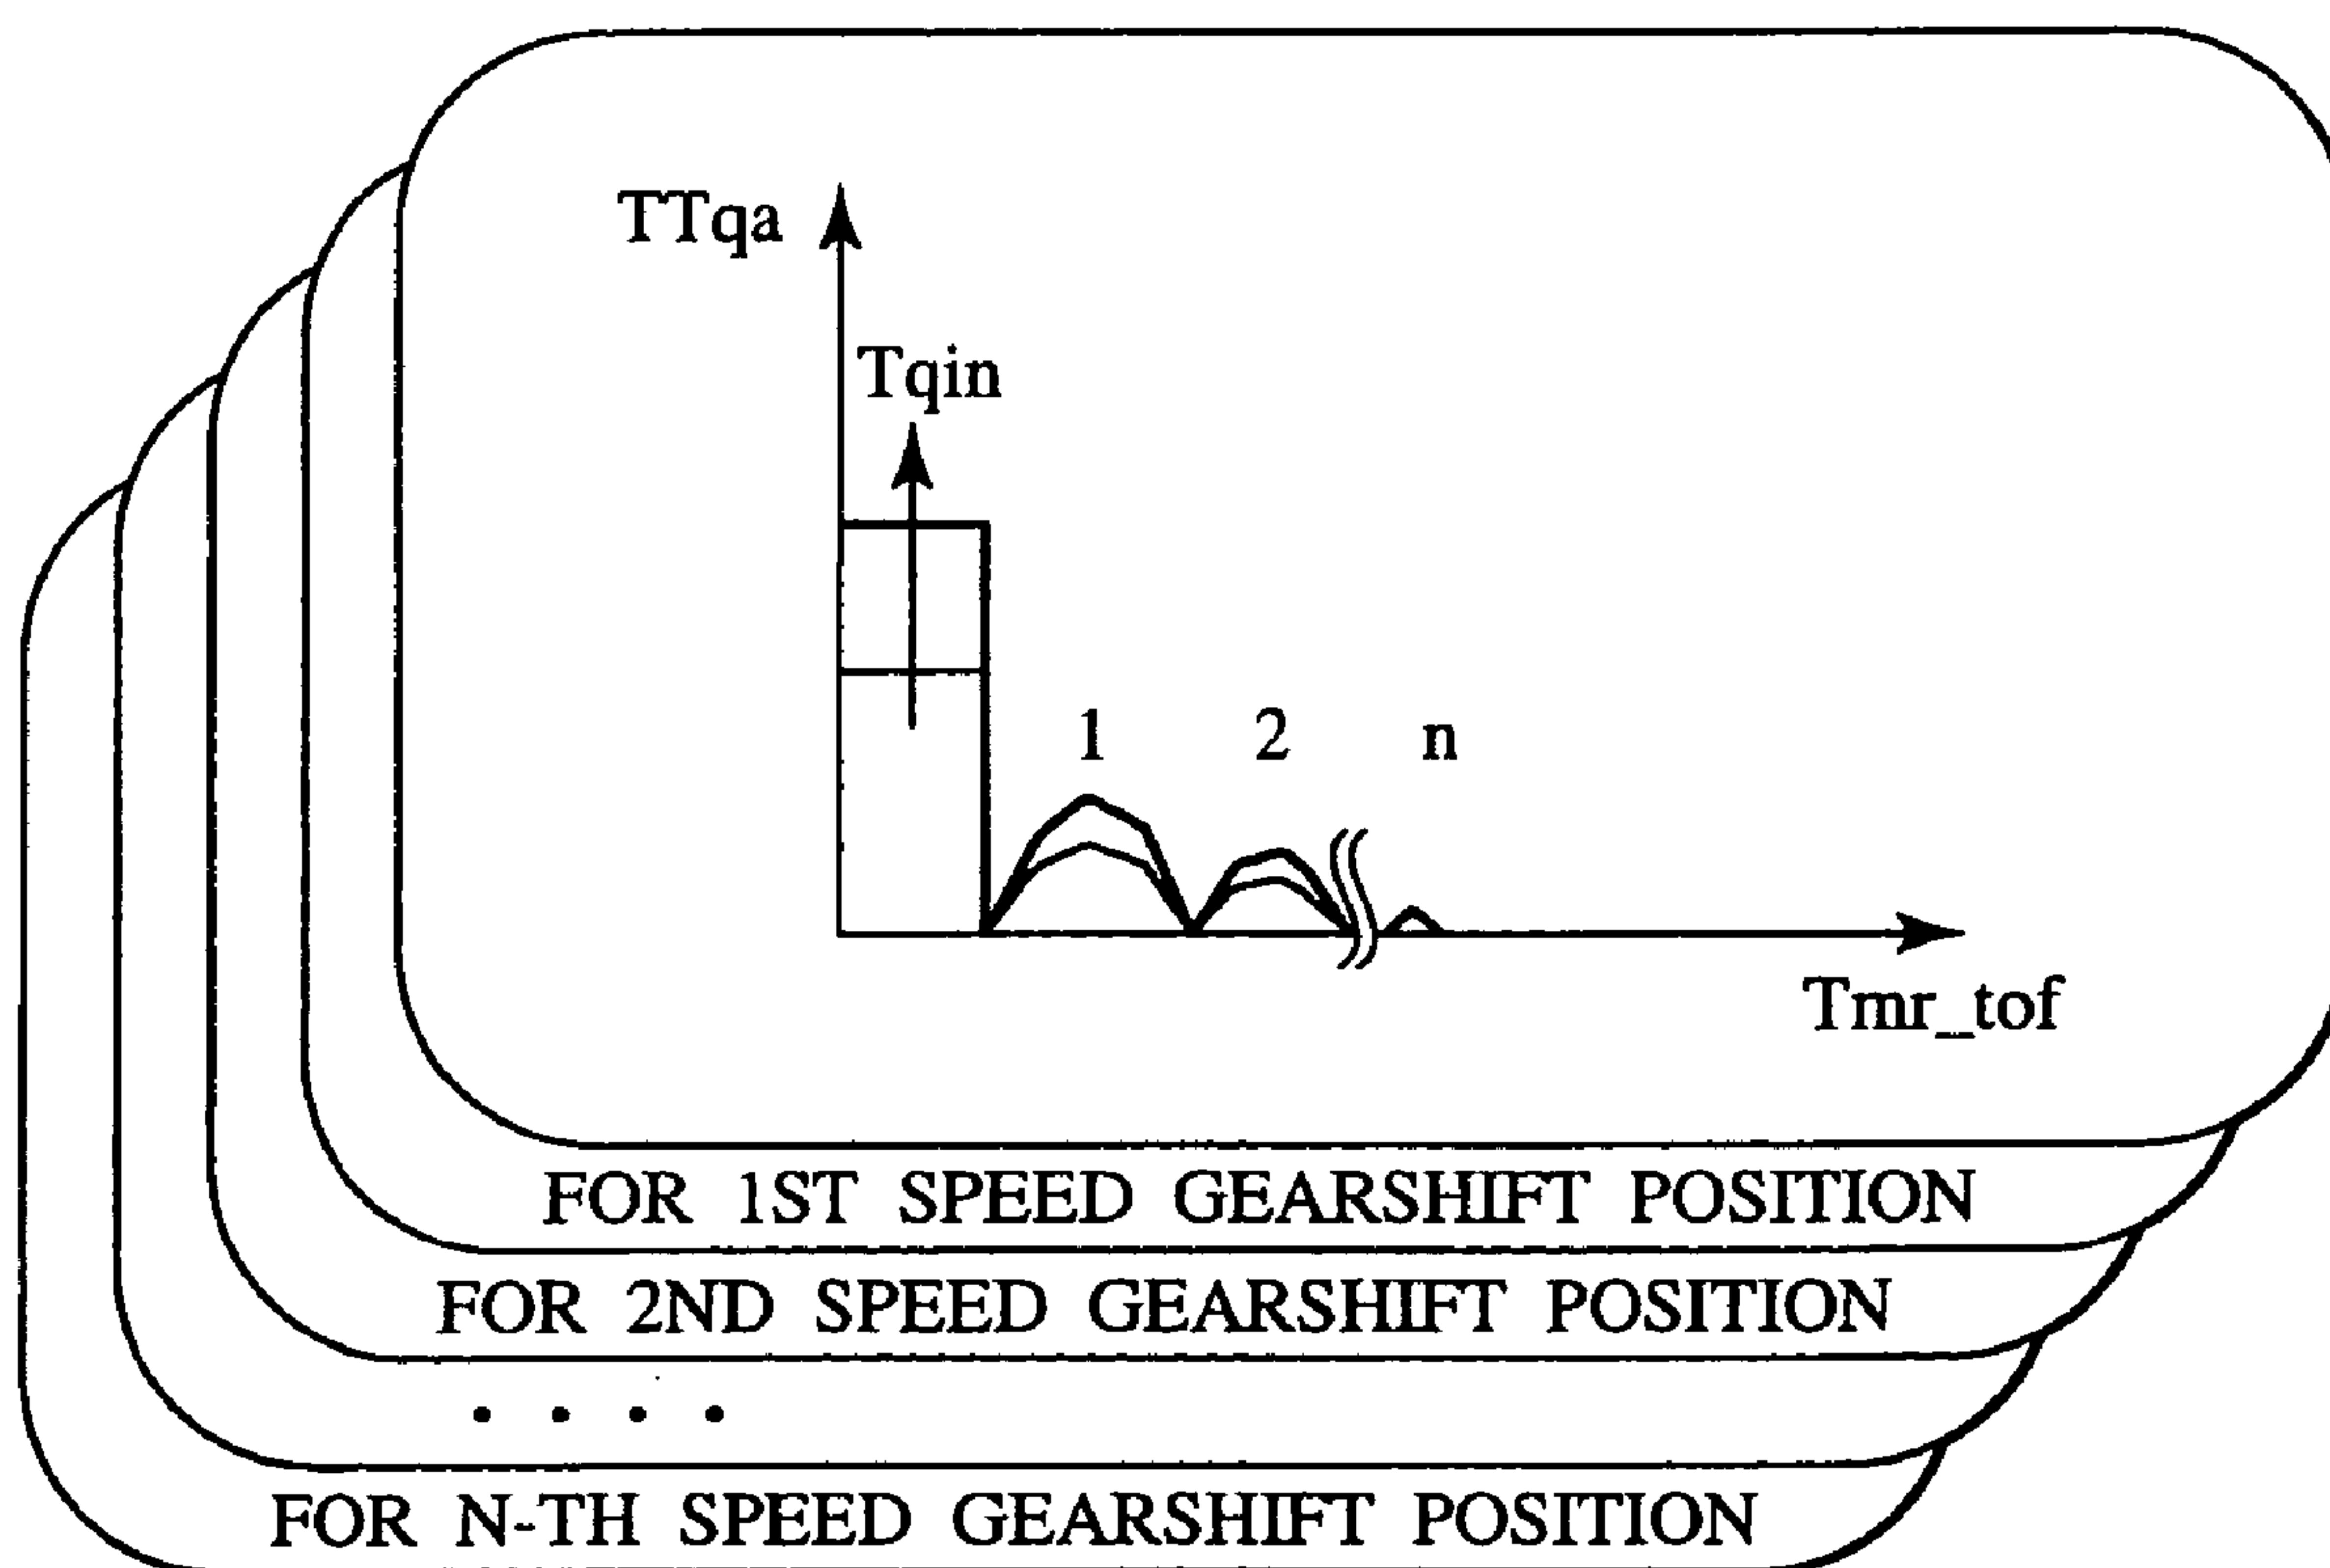 TTqa
Tqin
1 2 n
Tmr_tof
FOR 1ST SPEED GEARSHIFT POSITION
FOR 2ND SPEED GEARSHIFT POSITION
. . . .
FOR N-TH SPEED GEARSHIFT POSITION